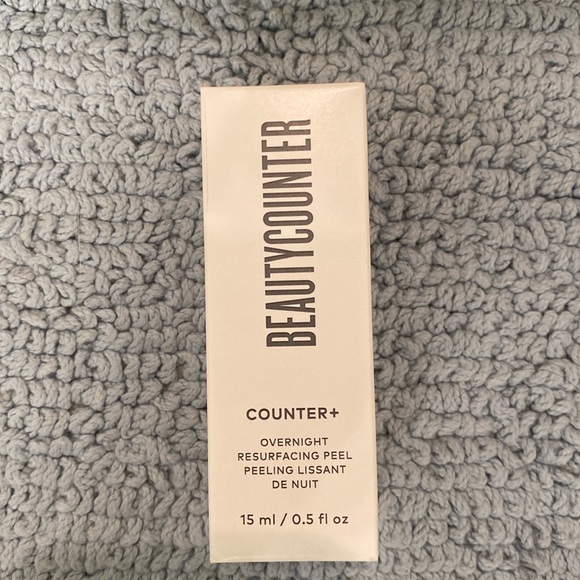 BEAUTYCOUNTER
COUNTER+
OVERNIGHT
RESURFACING PEEL
PEELING LISSANT
DE NUIT
15 ml / 0.5 fl oz